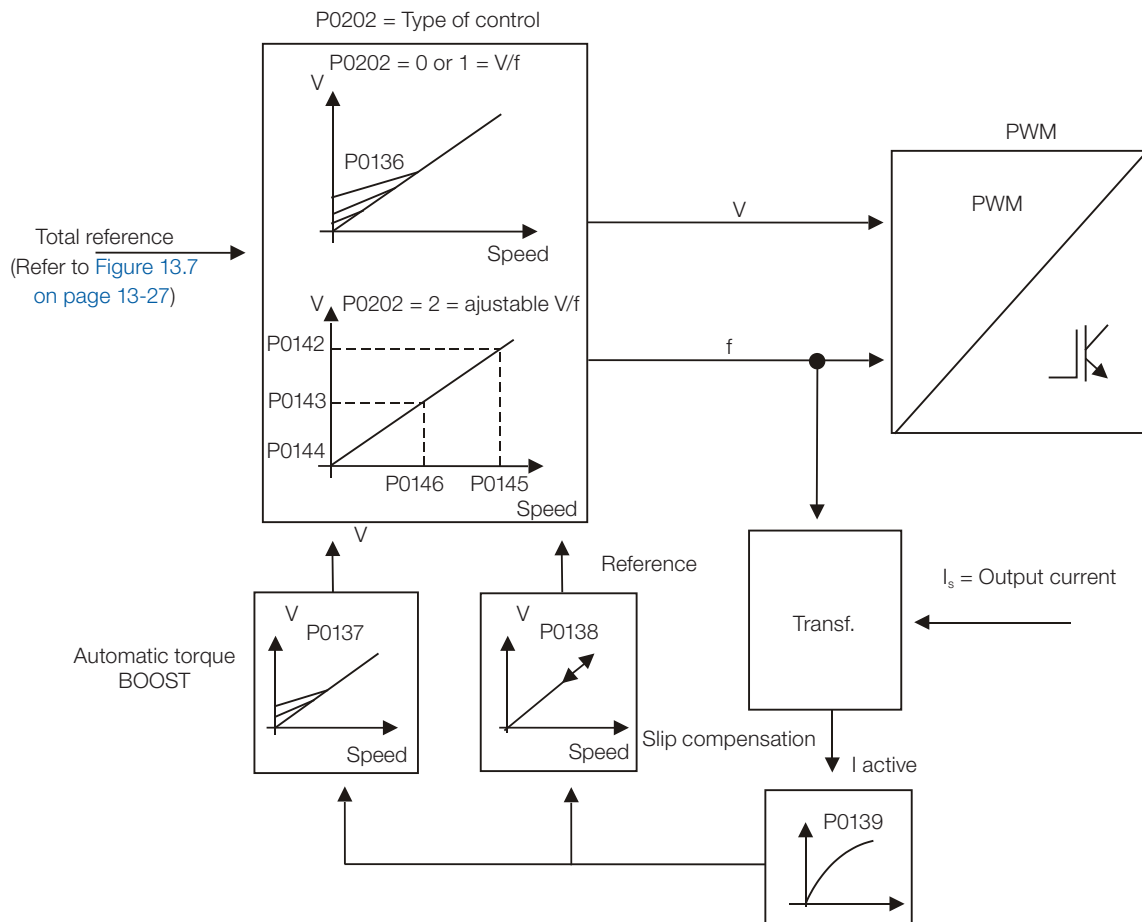 P0202 = Type of control
P0202 = 0 or 1 = V/f
V
P0136
Speed
Total reference
(Refer to Figure 13.7
on page 13-27)
V
P0202 = 2 = ajustable V/f
P0142
P0143
P0144
P0146
P0145
Speed
PWM
PWM
V
f
V
Reference
V
P0137
Speed
Automatic torque
BOOST
V
P0138
Speed
Slip compensation
Transf.
Is = Output current
I active
P0139